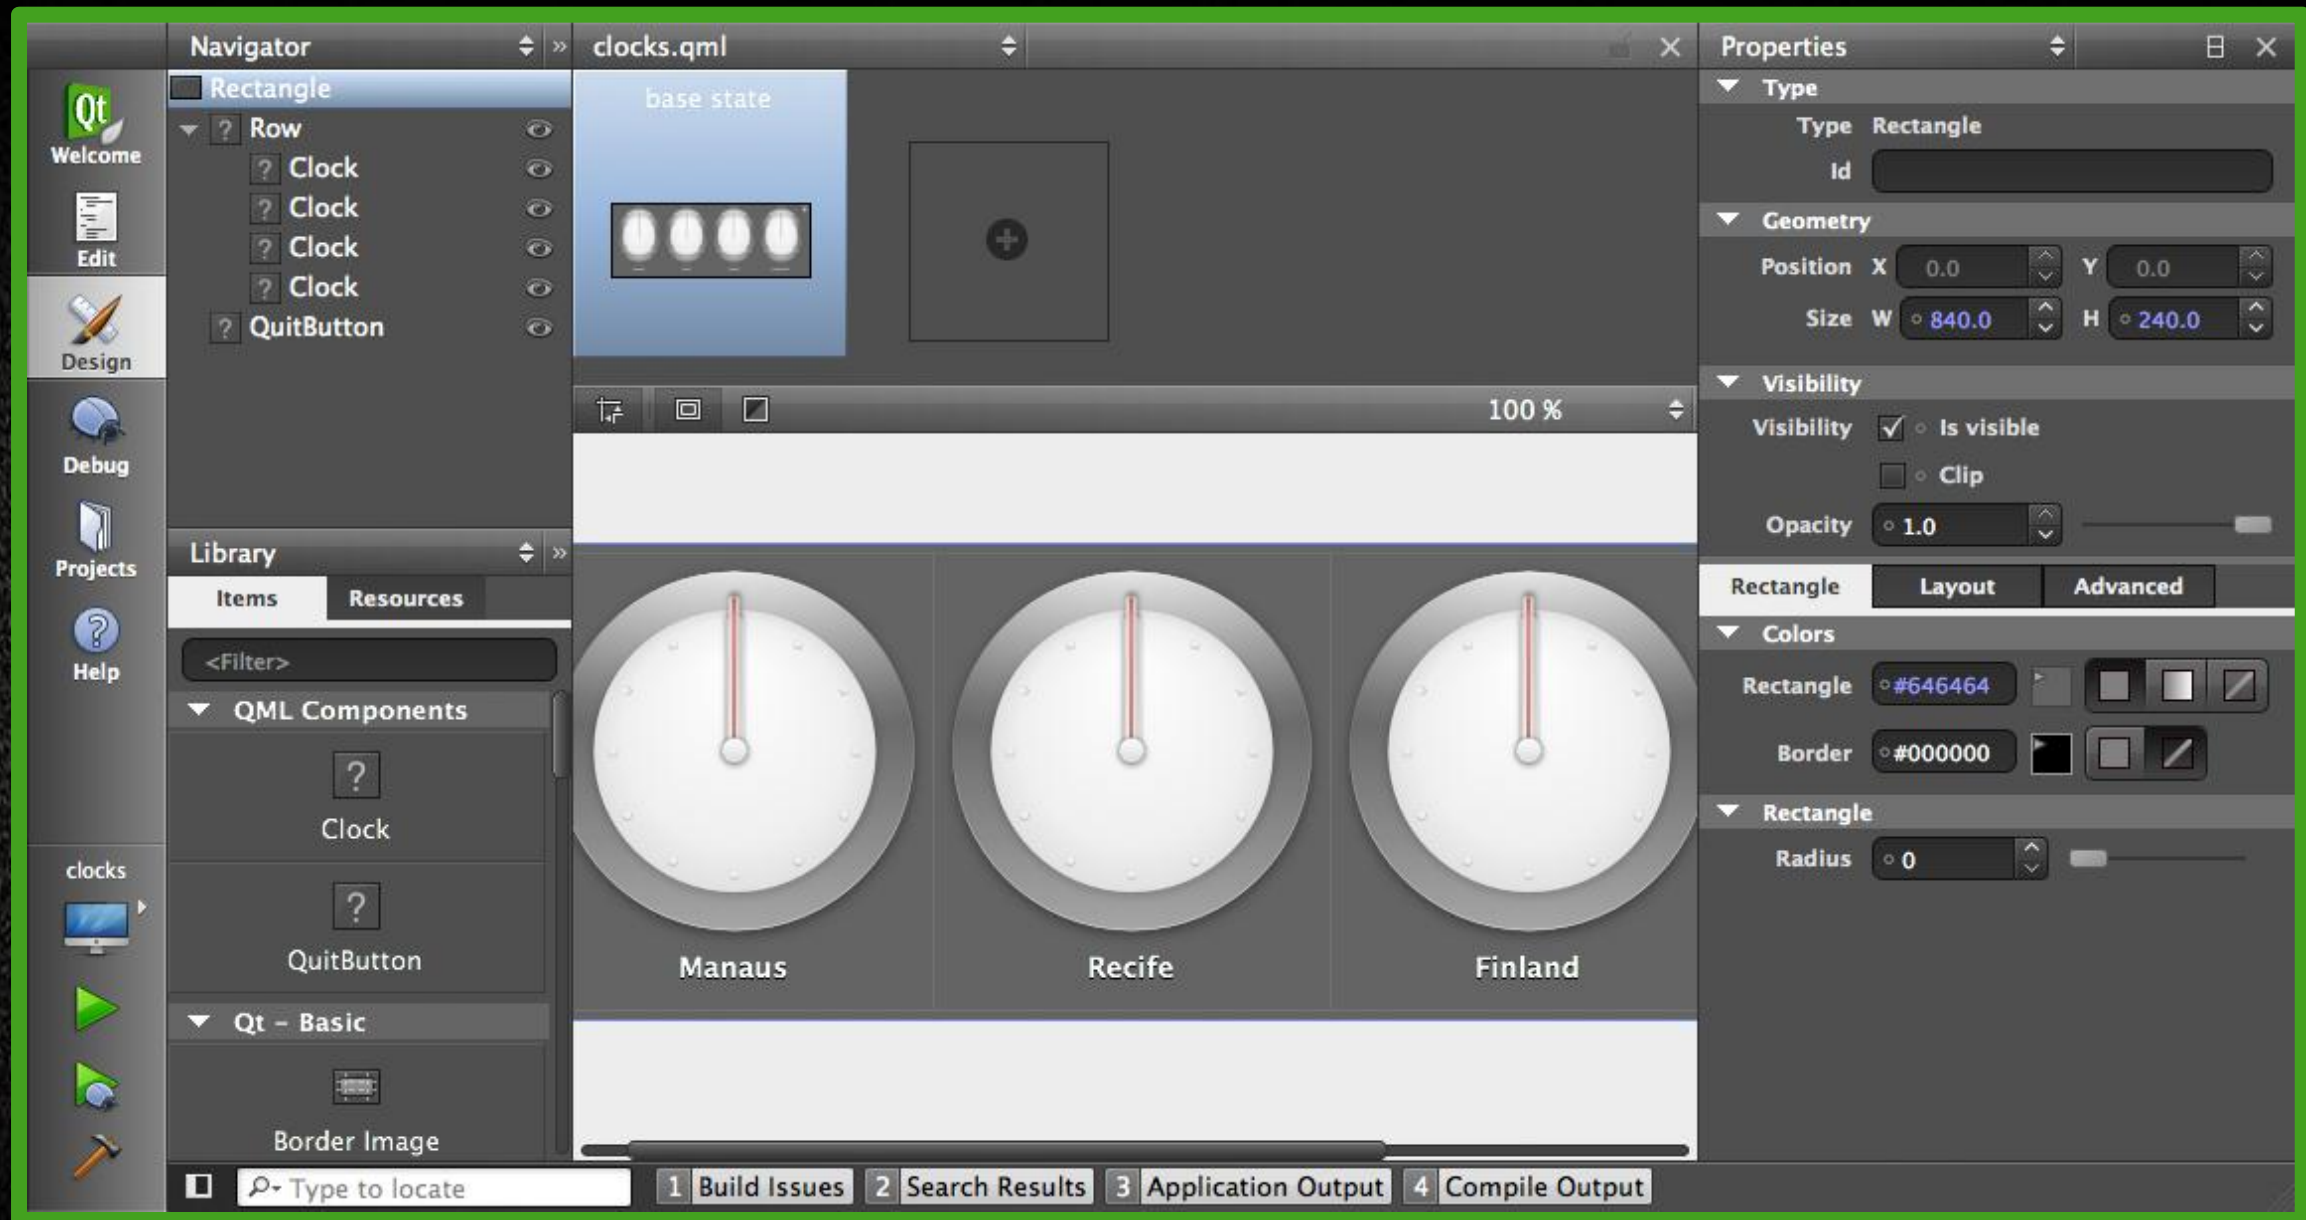 Navigator
clocks.qml
Properties
Qt
Welcome
Edit
Design
Debug
Projects
Help
clocks
Rectangle
Row
Clock
Clock
Clock
Clock
QuitButton
Library
Items Resources
<Filter>
QML Components
? 
Clock
?
QuitButton
Qt – Basic
Border Image
base state
100 %
Manaus Recife Finland
Type
Type Rectangle
Id
Geometry
Position X 0.0 Y 0.0
Size W 840.0 H 240.0
Visibility
Visibility Is visible
Clip
Opacity 1.0
Rectangle Layout Advanced
Colors
Rectangle #646464
Border #000000
Rectangle
Radius 0
Type to locate
1 Build Issues 2 Search Results 3 Application Output 4 Compile Output